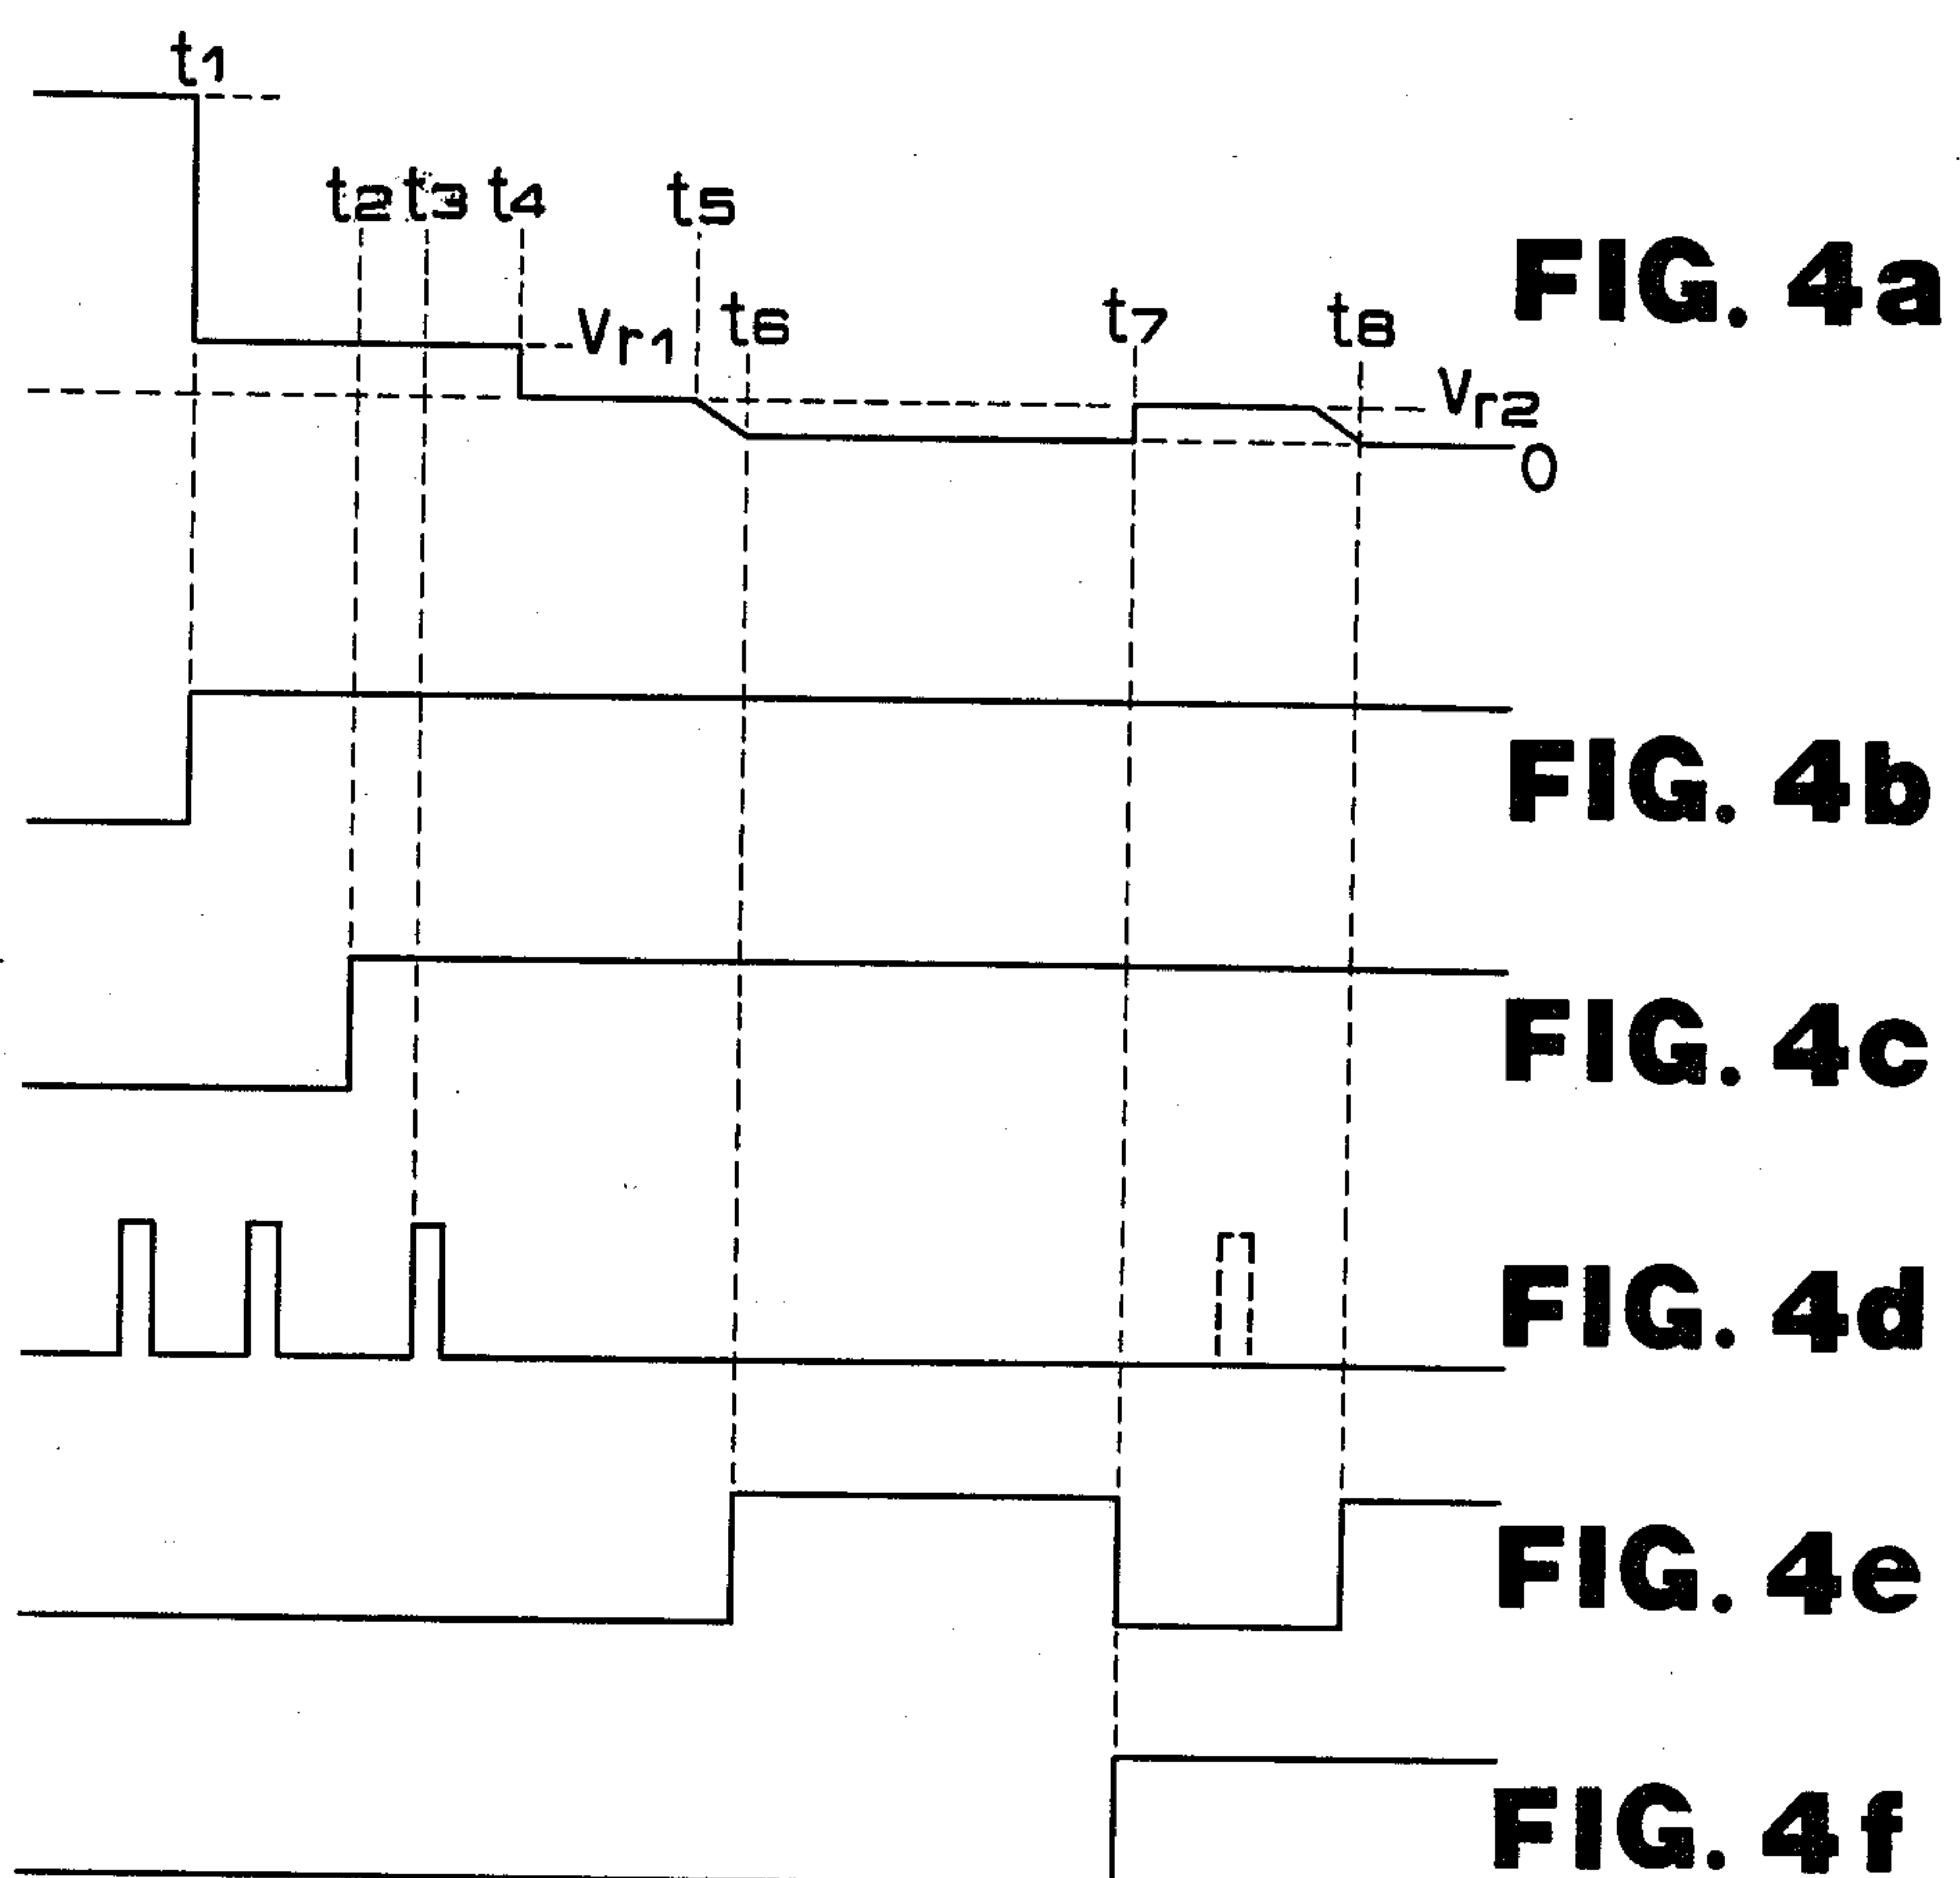 t1
t2 t3 t4 t5
FIG. 4a
Vr1 t6 t7 t8
Vr2
0
FIG. 4b
FIG. 4c
FIG. 4d
FIG. 4e
FIG. 4f